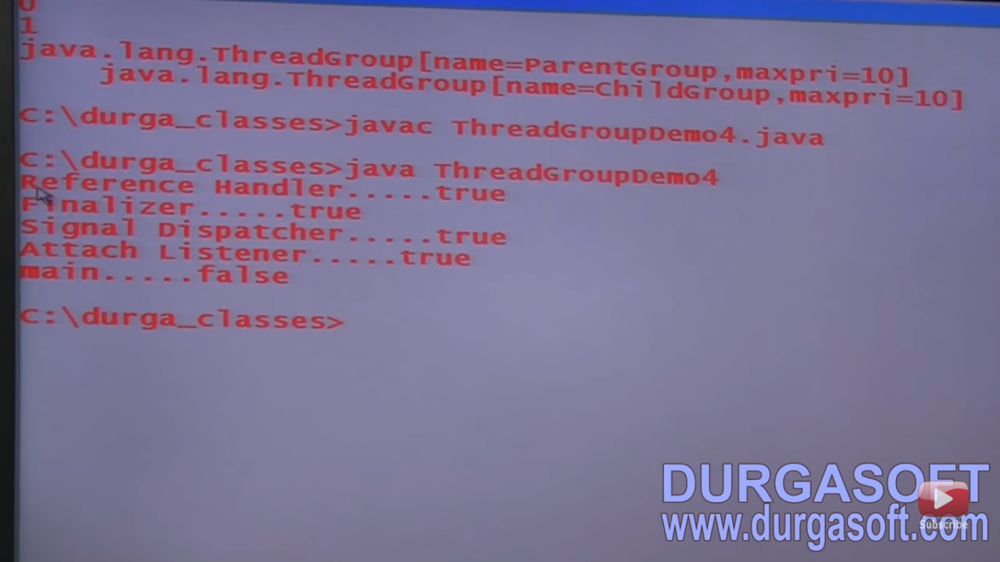 0
1
java.lang.ThreadGroup[name=ParentGroup,maxpri=10]
java.lang.ThreadGroup[name=ChildGroup,maxpri=10]
C:\durga_classes>javac ThreadGroupDemo4.java
C:\durga_classes>java ThreadGroupDemo4
Reference Handler.....true
Finalizer.....true
Signal Dispatcher.....true
Attach Listener.....true
main.....false
C:\durga_classes>
DURGASOFT
www.durgasoft.com
Subscribe